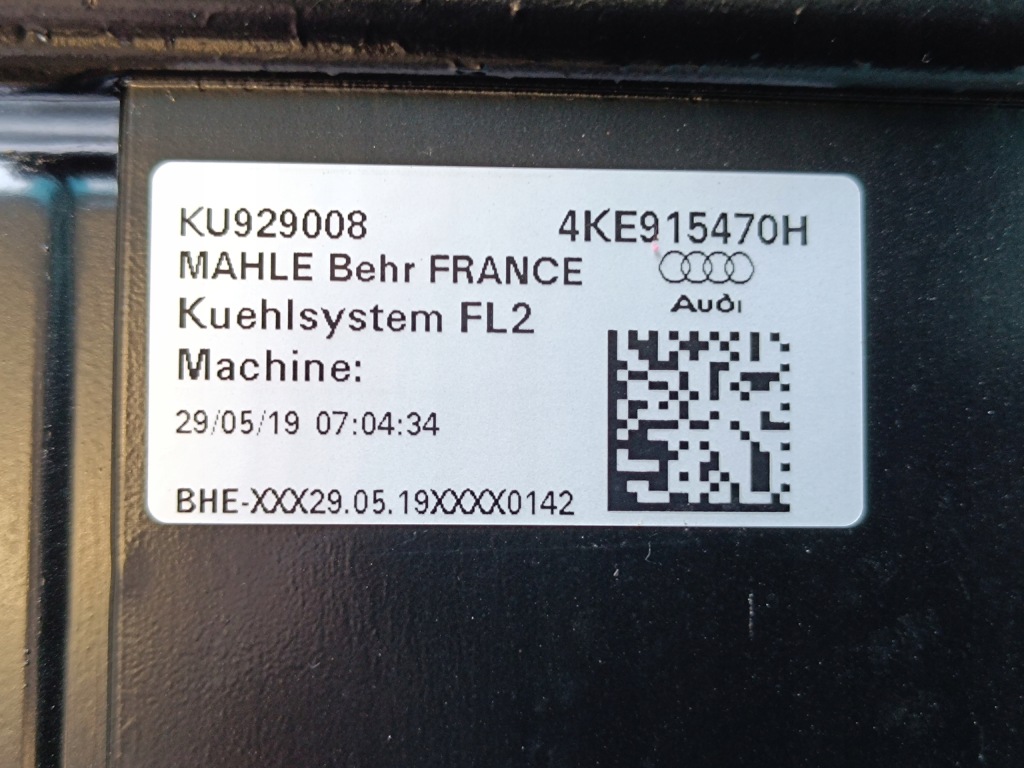 KU929008 4KE915470H
MAHLE Behr FRANCE
Audi
Kuehlsystem FL2
Machine:
29/05/19 07:04:34
BHE-XXX29.05.19XXXX0142